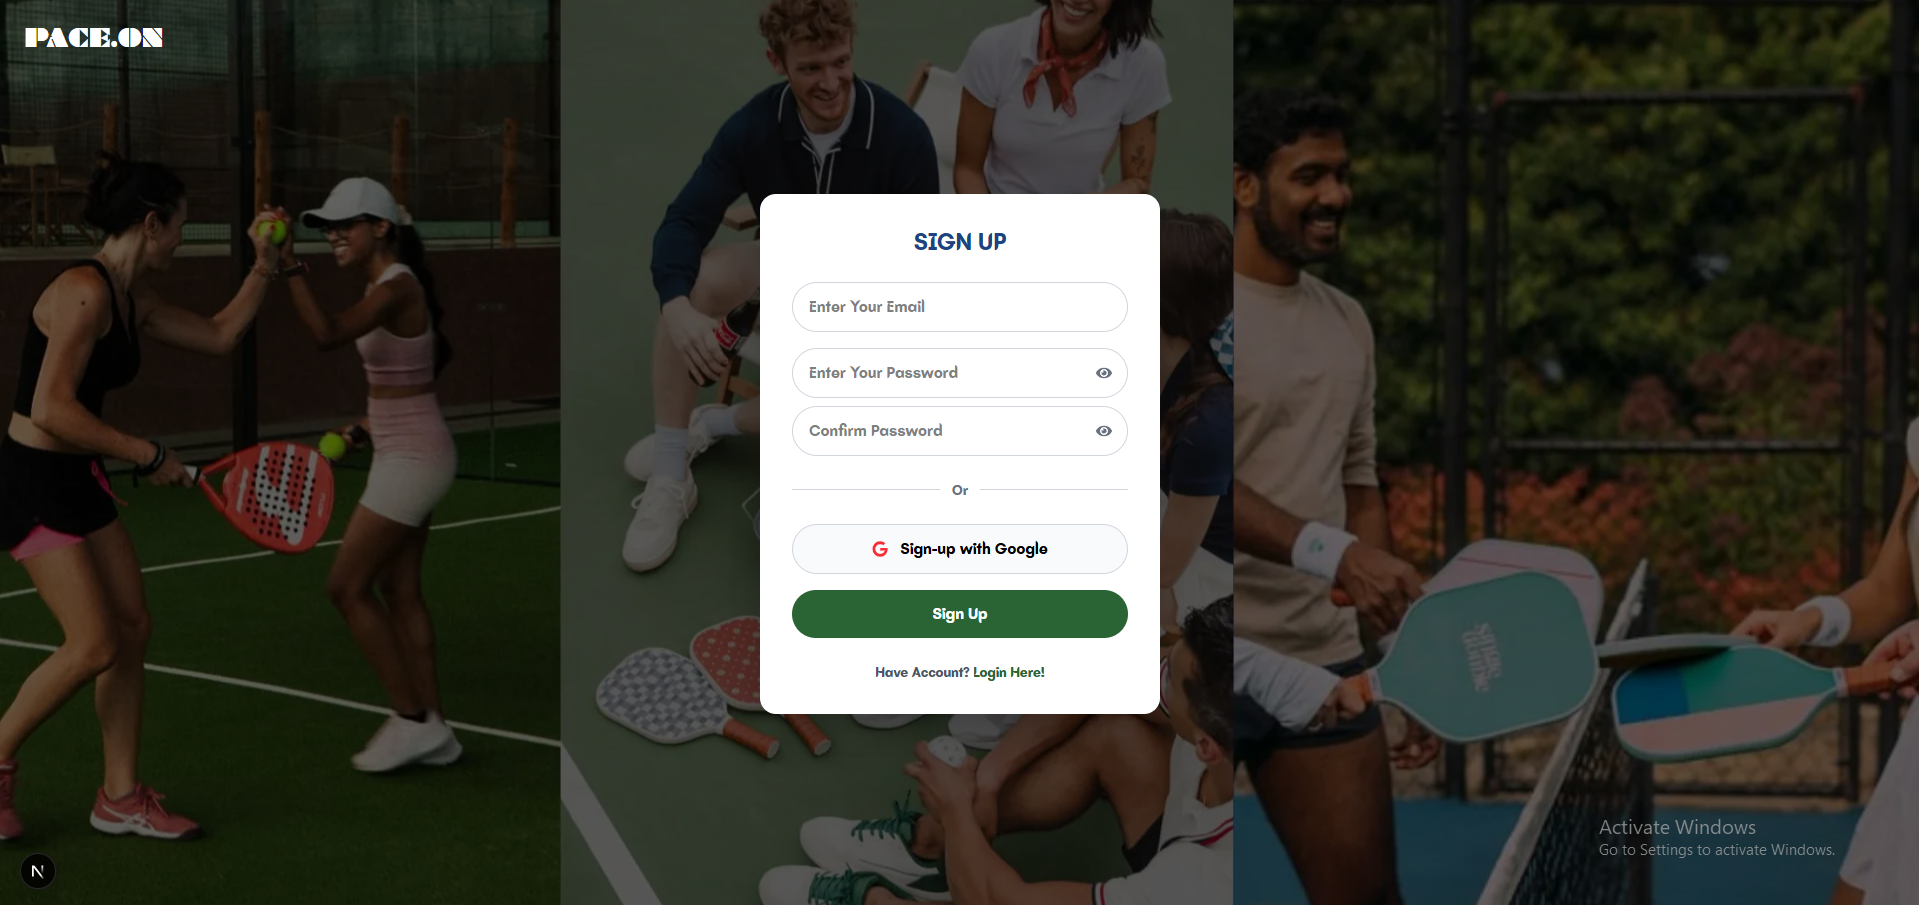 PACE.ON
SIGN UP
Enter Your Email
Enter Your Password
Confirm Password
Or
G Sign-up with Google
Sign Up
Have Account? Login Here!
Activate Windows
Go to Settings to activate Windows.
N